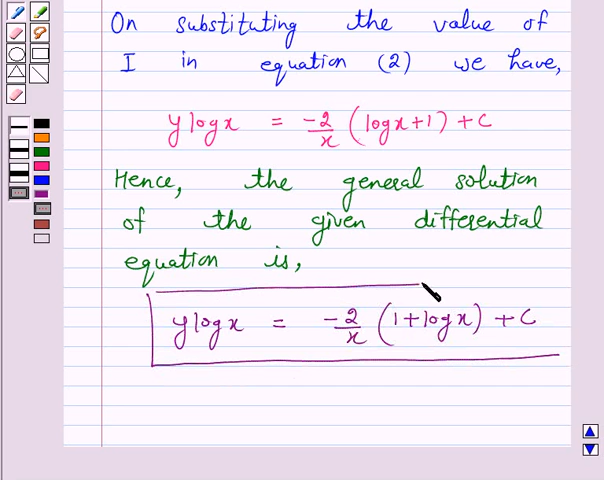 On substituting the value of
I in equation (2) we have,
y log x = -2/x (log x + 1) + C
Hence, the general solution
of the given differential
equation is,
y log x = -2/x (1 + log x) + C